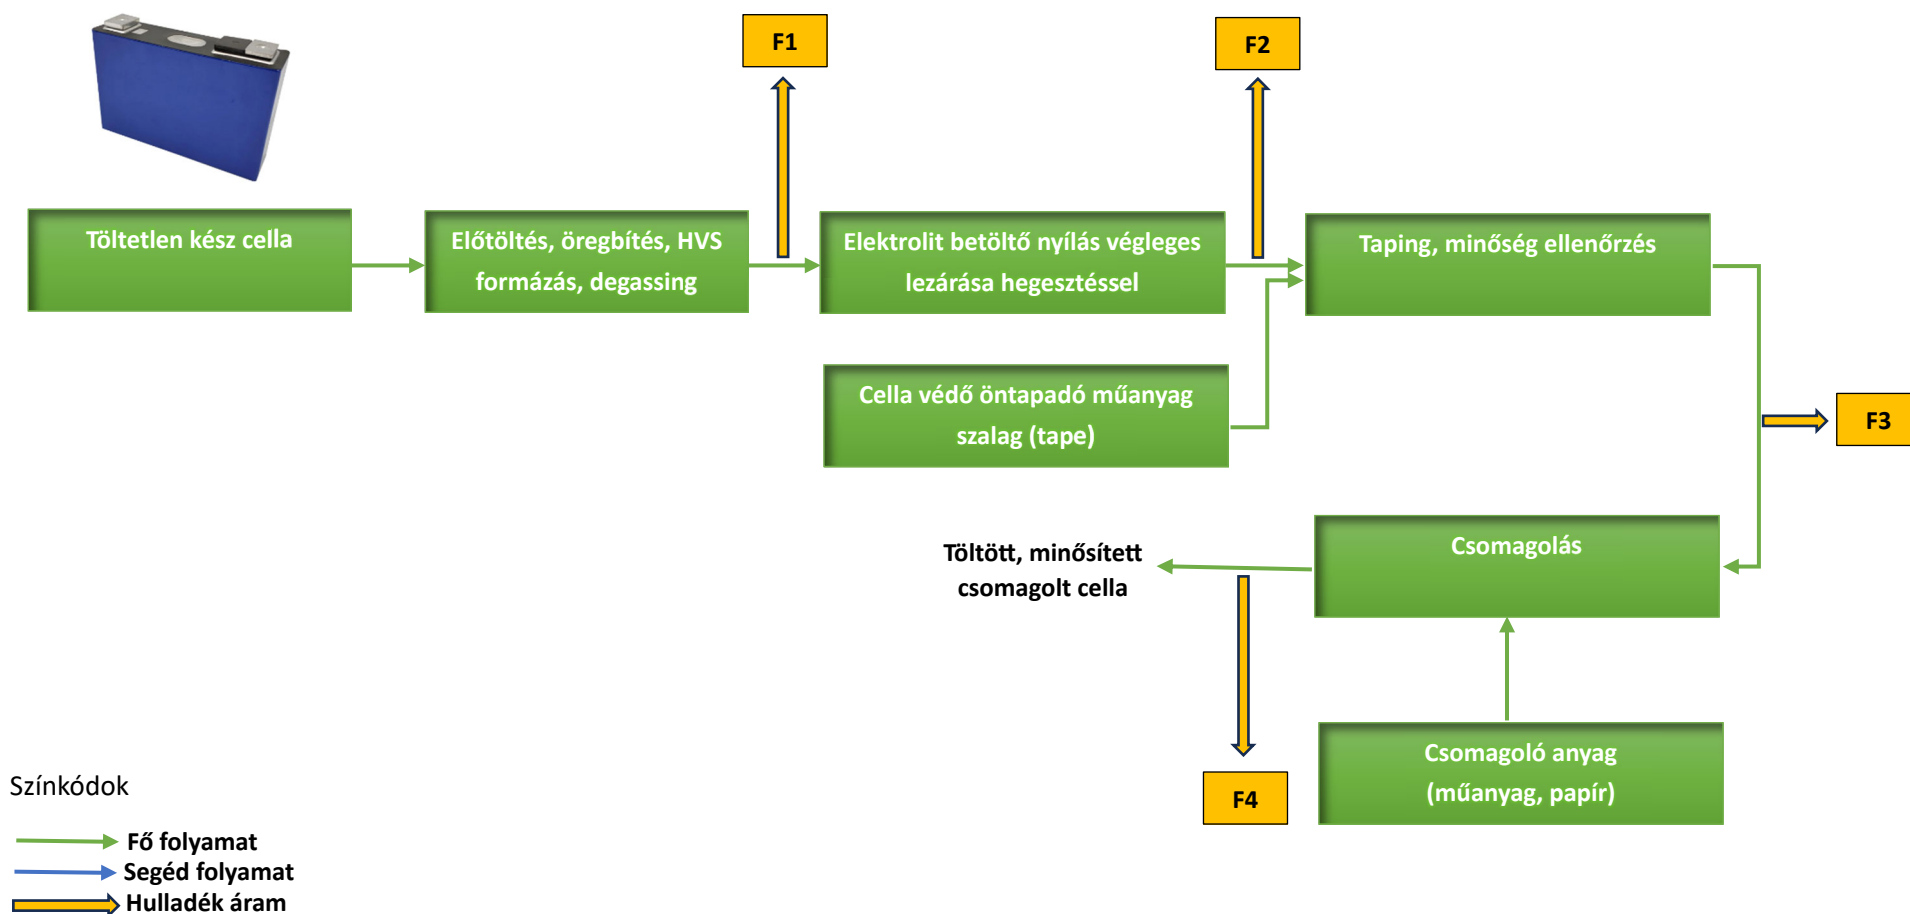 F1
F2
Töltetlen kész cella
Előtöltés, öregbítés, HVS
formázás, degassing
Elektrolit betöltő nyílás végleges
lezárása hegesztéssel
Taping, minőség ellenőrzés
Cella védő öntapadó műanyag
szalag (tape)
F3
Töltött, minősített
csomagolt cella
Csomagolás
F4
Csomagoló anyag
(műanyag, papír)
Színkódok
Fő folyamat
Segéd folyamat
Hulladék áram